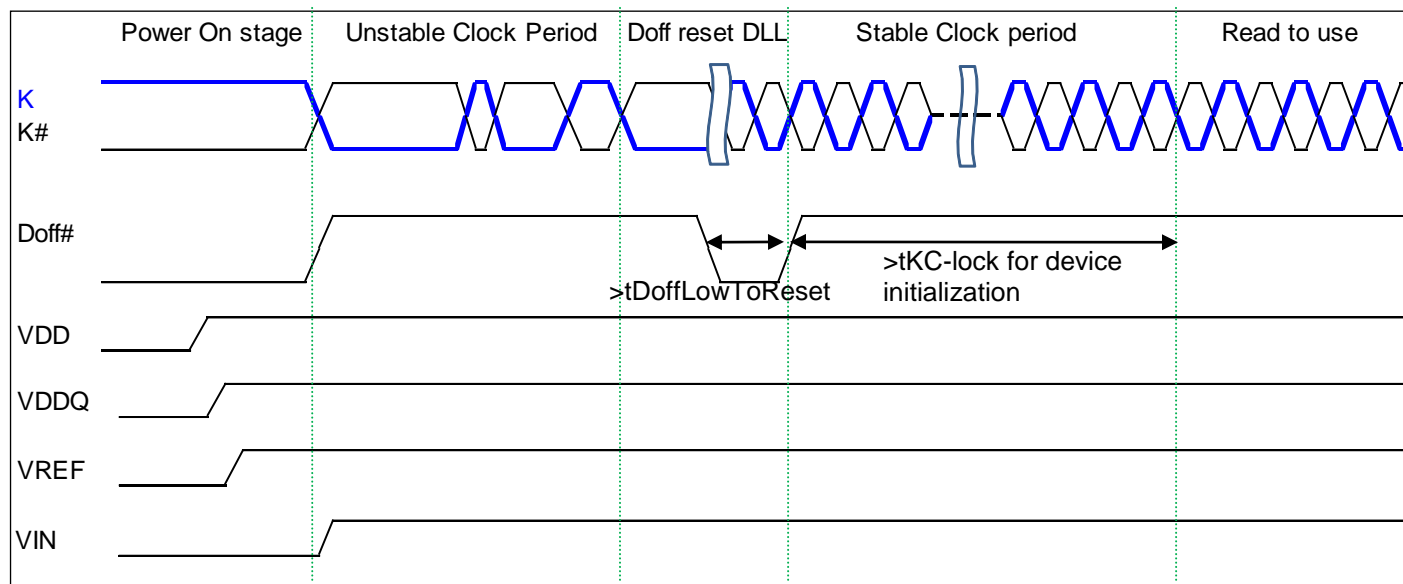 Power On stage
Unstable Clock Period
Doff reset DLL
Stable Clock period
Read to use
K
K#
Doff#
>tDoffLowToReset
>tKC-lock for device
initialization
VDD
VDDQ
VREF
VIN